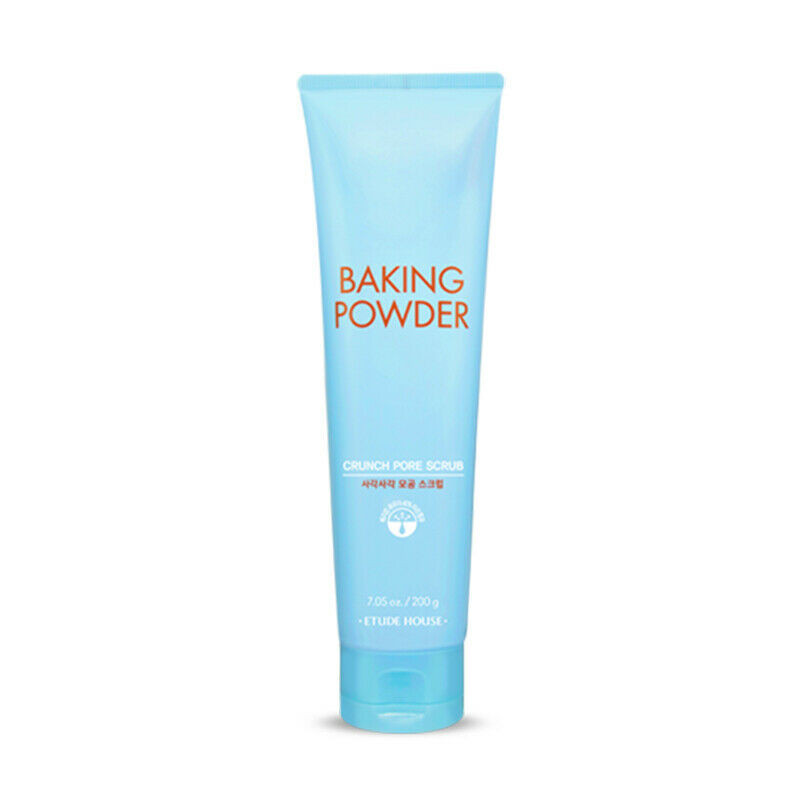 BAKING
POWDER
CRUNCH PORE SCRUB
사각사각 모공 스크럽
7.05 oz. / 200 g
• ETUDE HOUSE •